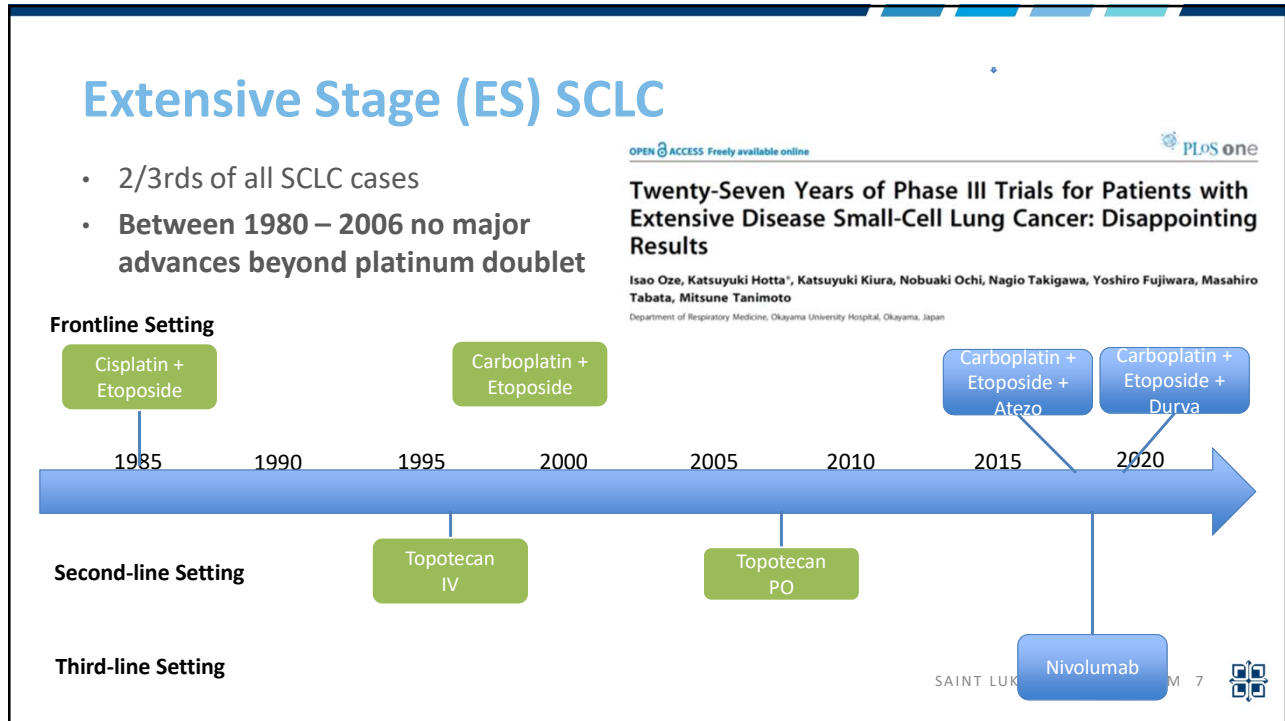 Extensive Stage (ES) SCLC
• 2/3rds of all SCLC cases
• Between 1980 – 2006 no major
advances beyond platinum doublet
OPEN ACCESS Freely available online
PLoS one
Twenty-Seven Years of Phase III Trials for Patients with
Extensive Disease Small-Cell Lung Cancer: Disappointing
Results
Isao Oze, Katsuyuki Hotta*, Katsuyuki Kiura, Nobuaki Ochi, Nagio Takigawa, Yoshiro Fujiwara, Masahiro
Tabata, Mitsune Tanimoto
Department of Respiratory Medicine, Okayama University Hospital, Okayama, Japan
Frontline Setting
Cisplatin +
Etoposide
Carboplatin +
Etoposide
Carboplatin +
Etoposide +
Atezo
Carboplatin +
Etoposide +
Durva
1985 1990 1995 2000 2005 2010 2015 2020
Second-line Setting
Topotecan
IV
Topotecan
PO
Third-line Setting
Nivolumab
SAINT LUK M 7